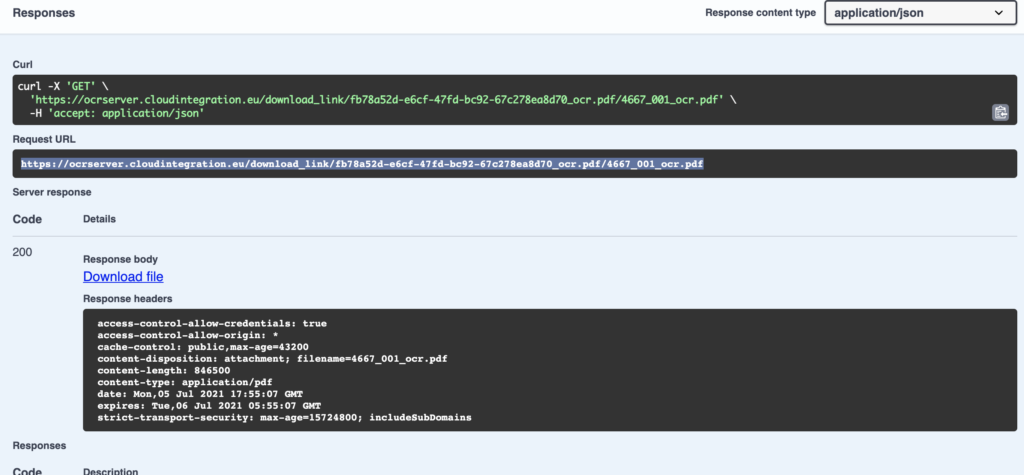 Responses
Response content type application/json
Curl
curl -X 'GET' \
'https://ocrserver.cloudintegration.eu/download_link/fb78a52d-e6cf-47fd-bc92-67c278ea8d70_ocr.pdf/4667_001_ocr.pdf' \
-H 'accept: application/json'
Request URL
https://ocrserver.cloudintegration.eu/download_link/fb78a52d-e6cf-47fd-bc92-67c278ea8d70_ocr.pdf/4667_001_ocr.pdf
Server response
Code Details
200
Response body
Download file
Response headers
access-control-allow-credentials: true
access-control-allow-origin: *
cache-control: public,max-age=43200
content-disposition: attachment; filename=4667_001_ocr.pdf
content-length: 846500
content-type: application/pdf
date: Mon,05 Jul 2021 17:55:07 GMT
expires: Tue,06 Jul 2021 05:55:07 GMT
strict-transport-security: max-age=15724800; includeSubDomains
Responses
Code Description